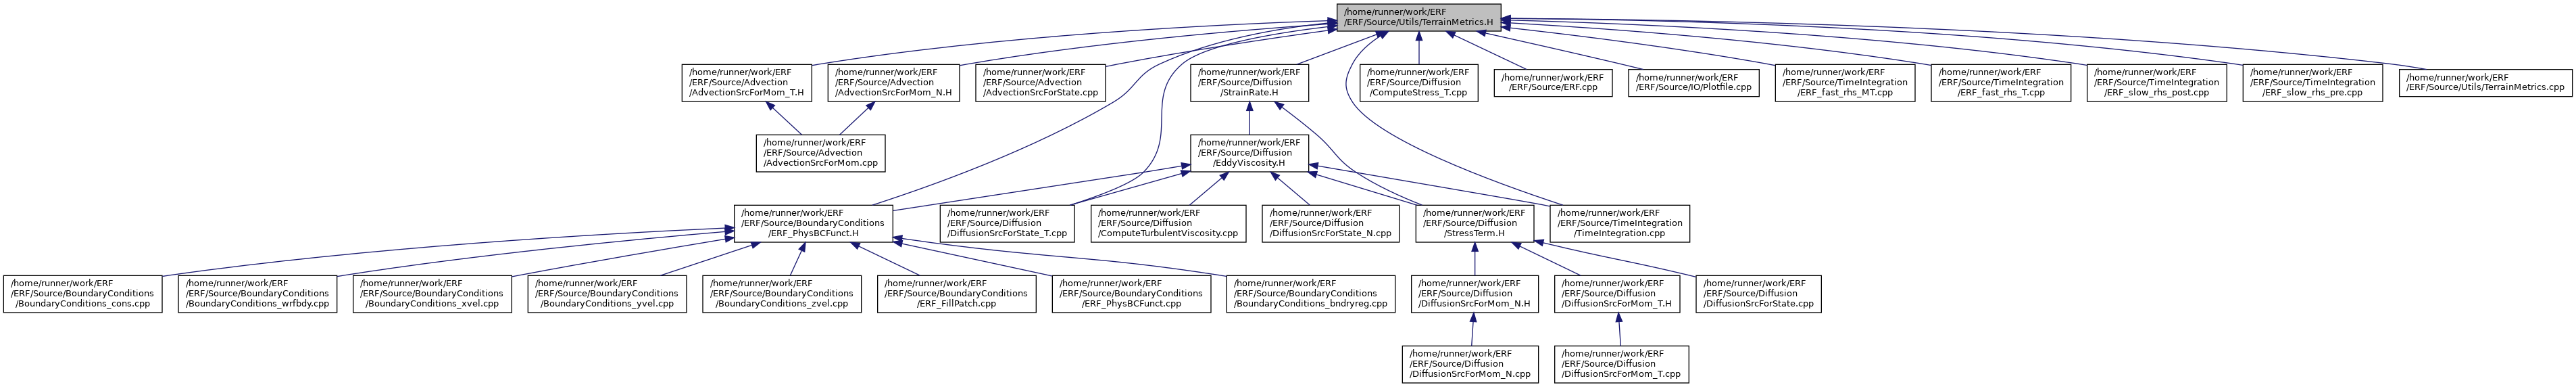 /home/runner/work/ERF
/ERF/Source/Utils/TerrainMetrics.H
/home/runner/work/ERF
/ERF/Source/Advection
/AdvectionSrcForMom_T.H
/home/runner/work/ERF
/ERF/Source/Advection
/AdvectionSrcForMom_N.H
/home/runner/work/ERF
/ERF/Source/Advection
/AdvectionSrcForState.cpp
/home/runner/work/ERF
/ERF/Source/Diffusion
/StrainRate.H
/home/runner/work/ERF
/ERF/Source/Diffusion
/ComputeStress_T.cpp
/home/runner/work/ERF
/ERF/Source/ERF.cpp
/home/runner/work/ERF
/ERF/Source/IO/Plotfile.cpp
/home/runner/work/ERF
/ERF/Source/TimeIntegration
/ERF_fast_rhs_MT.cpp
/home/runner/work/ERF
/ERF/Source/TimeIntegration
/ERF_fast_rhs_T.cpp
/home/runner/work/ERF
/ERF/Source/TimeIntegration
/ERF_slow_rhs_post.cpp
/home/runner/work/ERF
/ERF/Source/TimeIntegration
/ERF_slow_rhs_pre.cpp
/home/runner/work/ERF
/ERF/Source/Utils/TerrainMetrics.cpp
/home/runner/work/ERF
/ERF/Source/Advection
/AdvectionSrcForMom.cpp
/home/runner/work/ERF
/ERF/Source/Diffusion
/EddyViscosity.H
/home/runner/work/ERF
/ERF/Source/BoundaryConditions
/ERF_PhysBCFunct.H
/home/runner/work/ERF
/ERF/Source/Diffusion
/DiffusionSrcForState_T.cpp
/home/runner/work/ERF
/ERF/Source/Diffusion
/ComputeTurbulentViscosity.cpp
/home/runner/work/ERF
/ERF/Source/Diffusion
/DiffusionSrcForState_N.cpp
/home/runner/work/ERF
/ERF/Source/Diffusion
/StressTerm.H
/home/runner/work/ERF
/ERF/Source/TimeIntegration
/TimeIntegration.cpp
/home/runner/work/ERF
/ERF/Source/BoundaryConditions
/BoundaryConditions_cons.cpp
/home/runner/work/ERF
/ERF/Source/BoundaryConditions
/BoundaryConditions_wrfbdy.cpp
/home/runner/work/ERF
/ERF/Source/BoundaryConditions
/BoundaryConditions_xvel.cpp
/home/runner/work/ERF
/ERF/Source/BoundaryConditions
/BoundaryConditions_yvel.cpp
/home/runner/work/ERF
/ERF/Source/BoundaryConditions
/BoundaryConditions_zvel.cpp
/home/runner/work/ERF
/ERF/Source/BoundaryConditions
/ERF_FillPatch.cpp
/home/runner/work/ERF
/ERF/Source/BoundaryConditions
/ERF_PhysBCFunct.cpp
/home/runner/work/ERF
/ERF/Source/BoundaryConditions
/BoundaryConditions_bndryreg.cpp
/home/runner/work/ERF
/ERF/Source/Diffusion
/DiffusionSrcForMom_N.H
/home/runner/work/ERF
/ERF/Source/Diffusion
/DiffusionSrcForMom_T.H
/home/runner/work/ERF
/ERF/Source/Diffusion
/DiffusionSrcForState.cpp
/home/runner/work/ERF
/ERF/Source/Diffusion
/DiffusionSrcForMom_N.cpp
/home/runner/work/ERF
/ERF/Source/Diffusion
/DiffusionSrcForMom_T.cpp